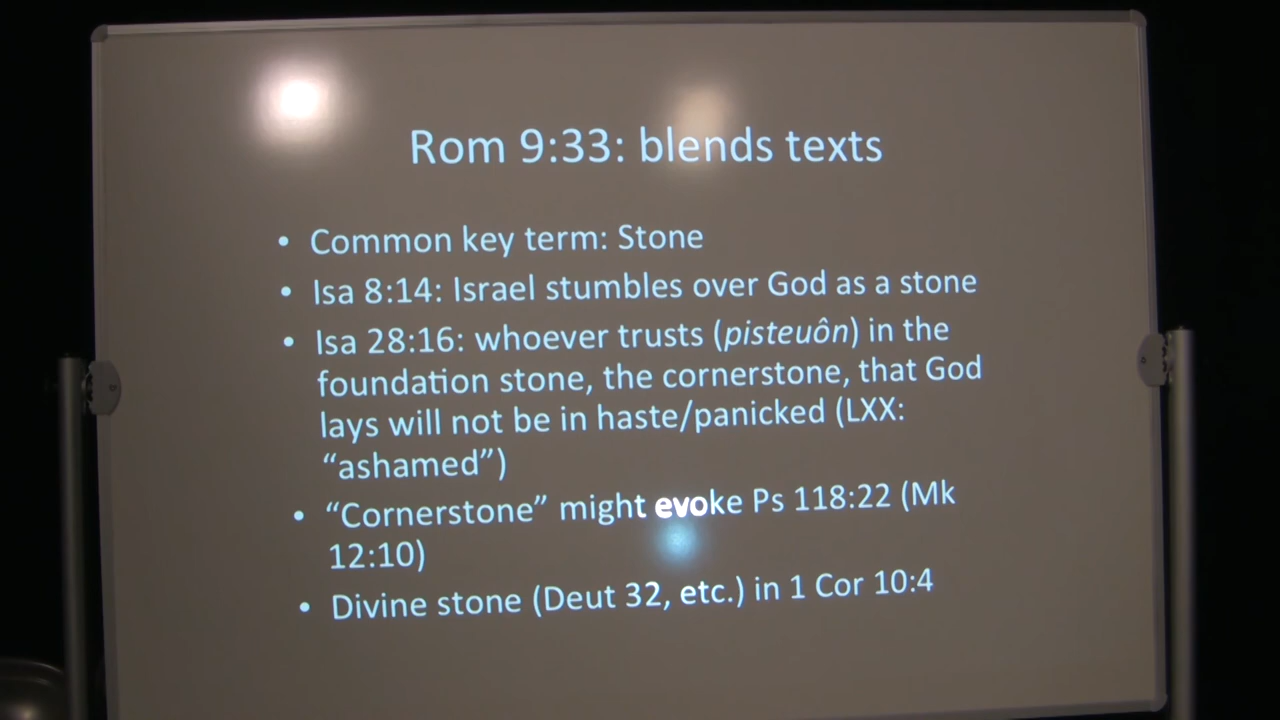 Rom 9:33: blends texts
• Common key term: Stone
• Isa 8:14: Israel stumbles over God as a stone
• Isa 28:16: whoever trusts (pisteuôn) in the
foundation stone, the cornerstone, that God
lays will not be in haste/panicked (LXX:
“ashamed”)
• “Cornerstone” might evoke Ps 118:22 (Mk
12:10)
• Divine stone (Deut 32, etc.) in 1 Cor 10:4